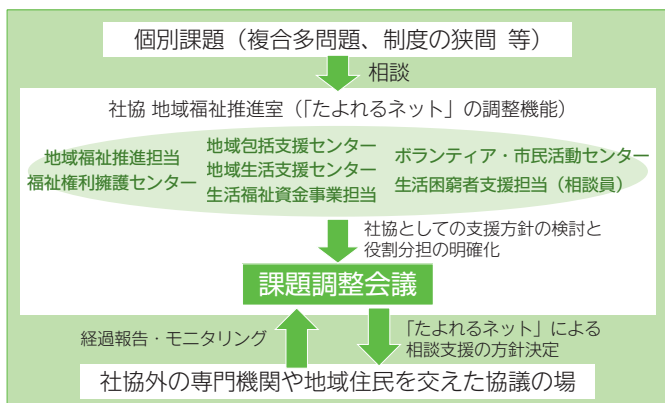 個別課題（複合多問題、制度の狭間 等）
相談
社協 地域福祉推進室（「たよれるネット」の調整機能）
地域福祉推進担当
福祉権利擁護センター
地域包括支援センター
地域生活支援センター
生活福祉資金事業担当
ボランティア・市民活動センター
生活困窮者支援担当（相談員）
社協としての支援方針の検討と
役割分担の明確化
課題調整会議
経過報告・モニタリング
「たよれるネット」による
相談支援の方針決定
社協外の専門機関や地域住民を交えた協議の場